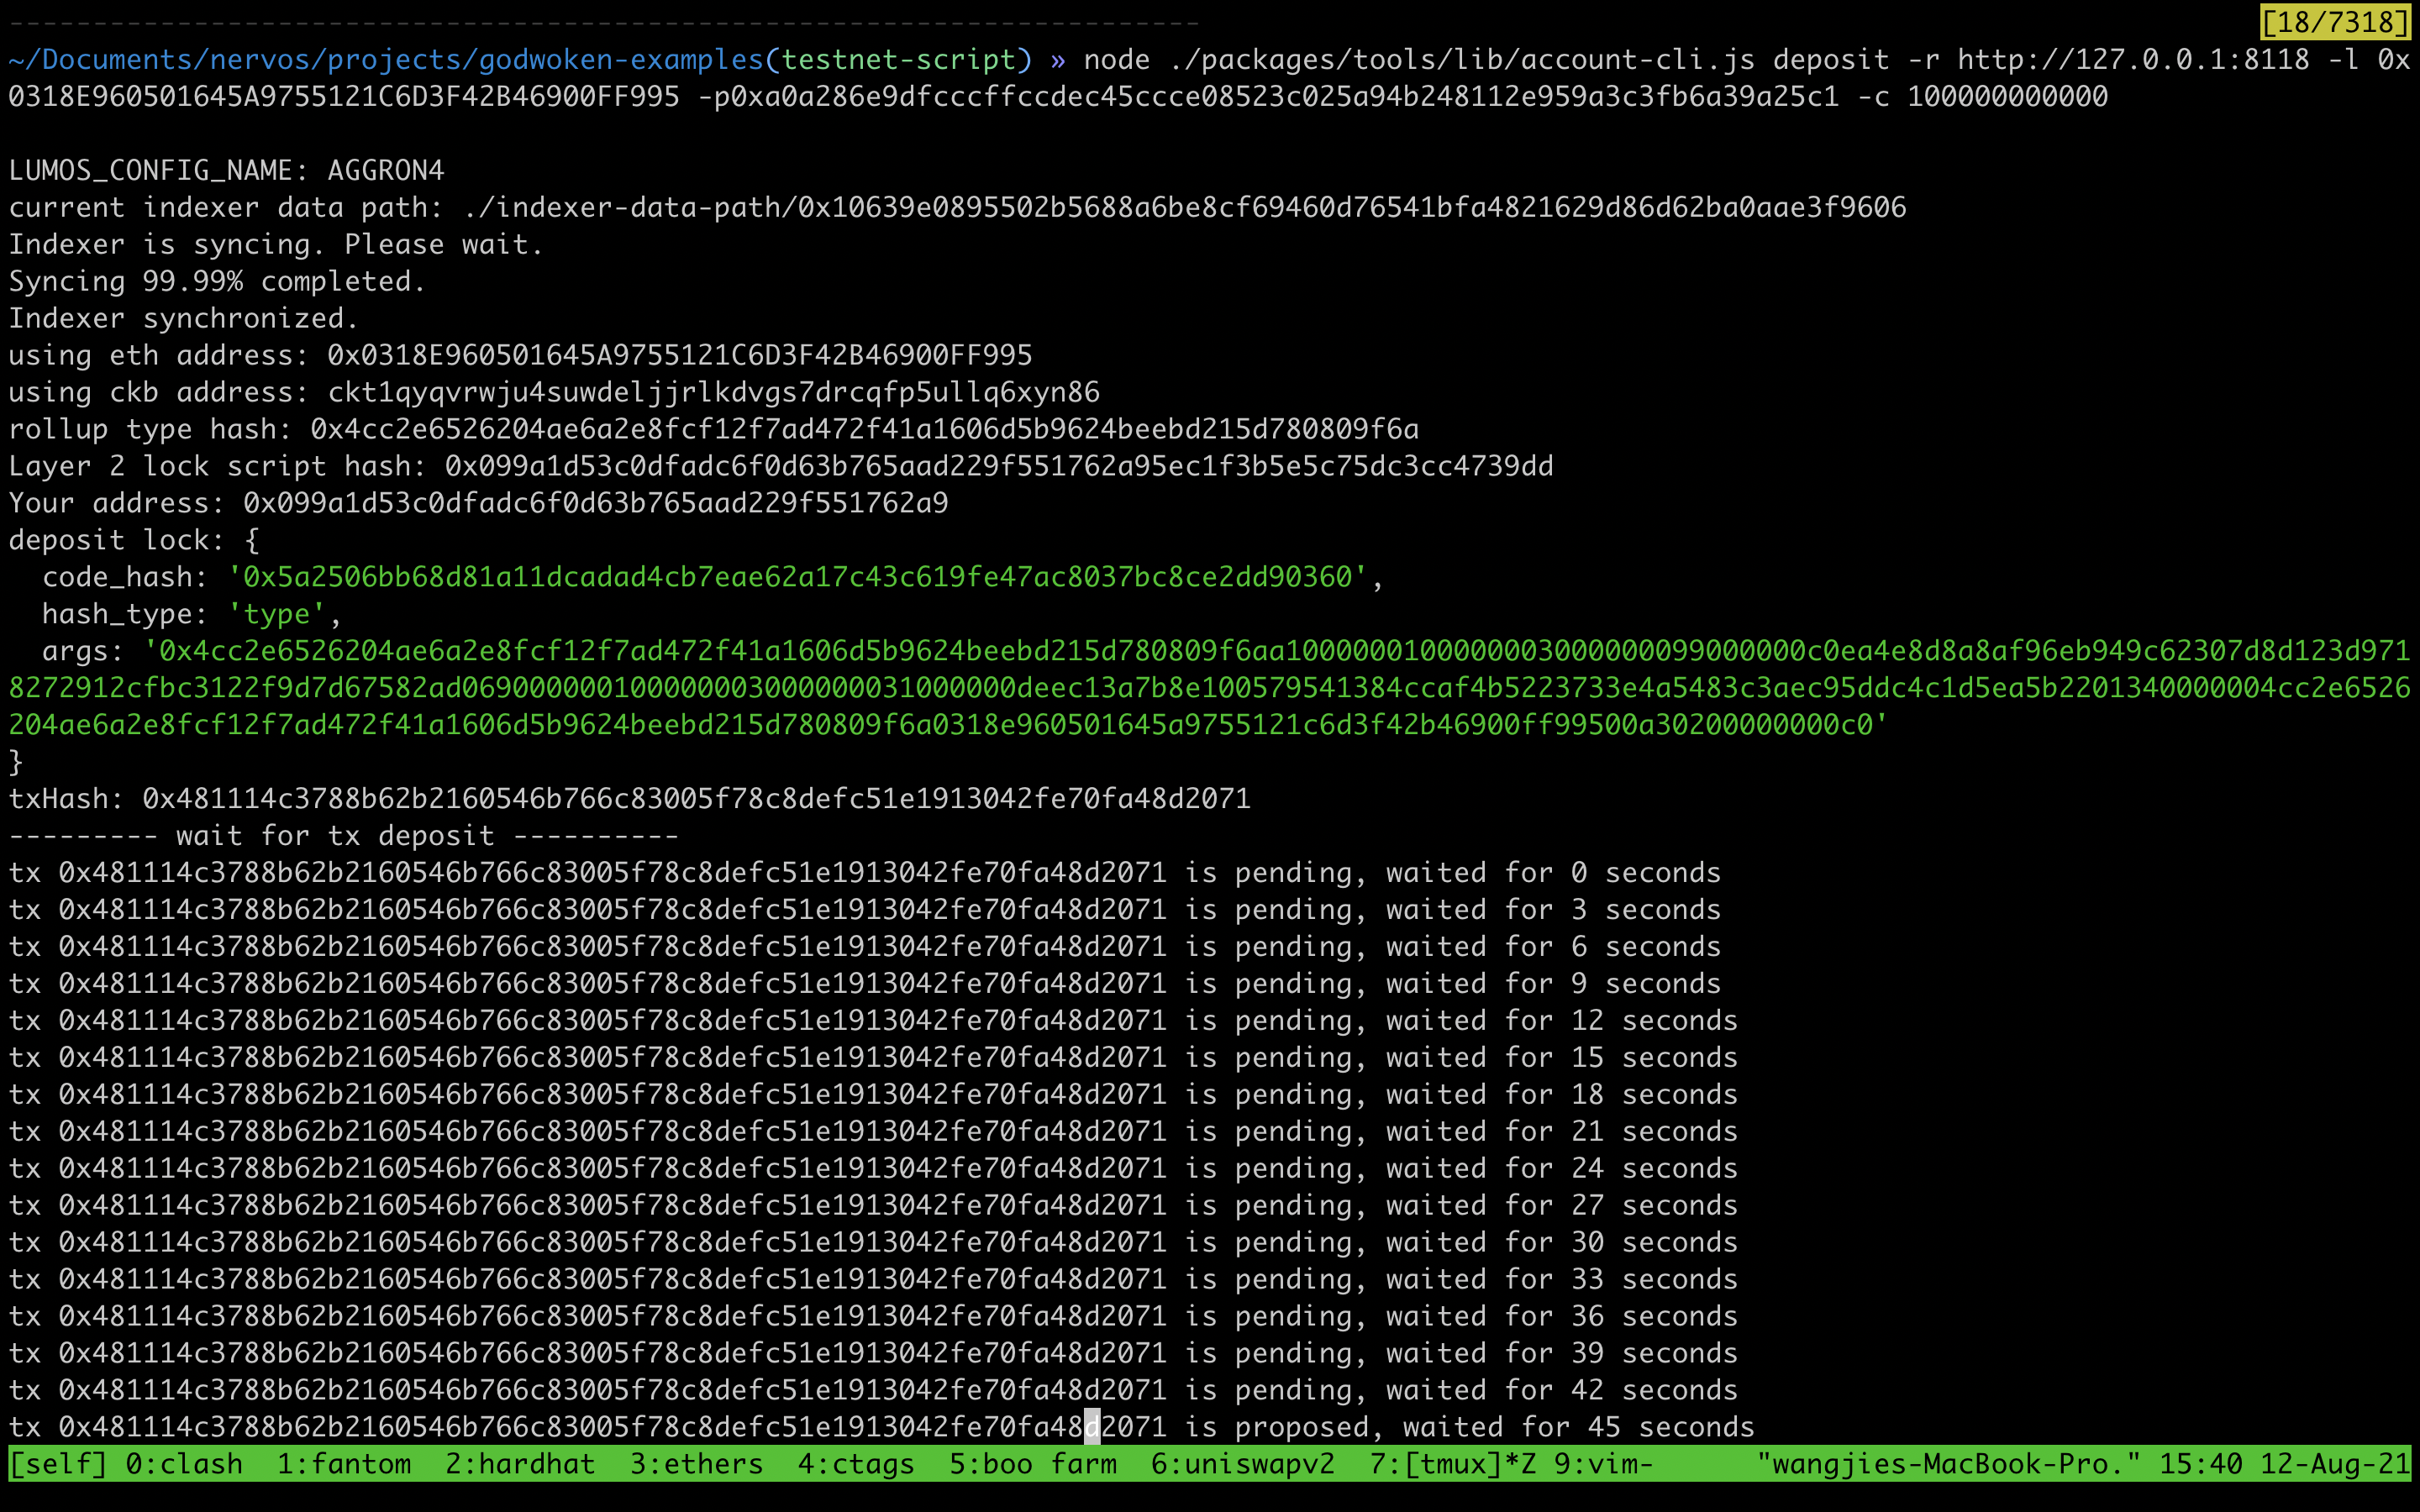 -----------------------------------------------------------------------
[18/7318]
~/Documents/nervos/projects/godwoken-examples(testnet-script) » node ./packages/tools/lib/account-cli.js deposit -r http://127.0.0.1:8118 -l 0x
0318E960501645A9755121C6D3F42B46900FF995 -p0xa0a286e9dfcccffccdec45ccce08523c025a94b248112e959a3c3fb6a39a25c1 -c 100000000000
LUMOS_CONFIG_NAME: AGGRON4
current indexer data path: ./indexer-data-path/0x10639e0895502b5688a6be8cf69460d76541bfa4821629d86d62ba0aae3f9606
Indexer is syncing. Please wait.
Syncing 99.99% completed.
Indexer synchronized.
using eth address: 0x0318E960501645A9755121C6D3F42B46900FF995
using ckb address: ckt1qyqvrwju4suwdeljjrlkdvgs7drcqfp5ullq6xyn86
rollup type hash: 0x4cc2e6526204ae6a2e8fcf12f7ad472f41a1606d5b9624beebd215d780809f6a
Layer 2 lock script hash: 0x099a1d53c0dfadc6f0d63b765aad229f551762a95ec1f3b5e5c75dc3cc4739dd
Your address: 0x099a1d53c0dfadc6f0d63b765aad229f551762a9
deposit lock: {
  code_hash: '0x5a2506bb68d81a11dcadad4cb7eae62a17c43c619fe47ac8037bc8ce2dd90360',
  hash_type: 'type',
  args: '0x4cc2e6526204ae6a2e8fcf12f7ad472f41a1606d5b9624beebd215d780809f6aa1000000100000003000000099000000c0ea4e8d8a8af96eb949c62307d8d123d971
8272912cfbc3122f9d7d67582ad0690000000100000003000000031000000deec13a7b8e100579541384ccaf4b5223733e4a5483c3aec95ddc4c1d5ea5b2201340000004cc2e6526
204ae6a2e8fcf12f7ad472f41a1606d5b9624beebd215d780809f6a0318e960501645a9755121c6d3f42b46900ff99500a30200000000c0'
}
txHash: 0x481114c3788b62b2160546b766c83005f78c8defc51e1913042fe70fa48d2071
--------- wait for tx deposit ----------
tx 0x481114c3788b62b2160546b766c83005f78c8defc51e1913042fe70fa48d2071 is pending, waited for 0 seconds
tx 0x481114c3788b62b2160546b766c83005f78c8defc51e1913042fe70fa48d2071 is pending, waited for 3 seconds
tx 0x481114c3788b62b2160546b766c83005f78c8defc51e1913042fe70fa48d2071 is pending, waited for 6 seconds
tx 0x481114c3788b62b2160546b766c83005f78c8defc51e1913042fe70fa48d2071 is pending, waited for 9 seconds
tx 0x481114c3788b62b2160546b766c83005f78c8defc51e1913042fe70fa48d2071 is pending, waited for 12 seconds
tx 0x481114c3788b62b2160546b766c83005f78c8defc51e1913042fe70fa48d2071 is pending, waited for 15 seconds
tx 0x481114c3788b62b2160546b766c83005f78c8defc51e1913042fe70fa48d2071 is pending, waited for 18 seconds
tx 0x481114c3788b62b2160546b766c83005f78c8defc51e1913042fe70fa48d2071 is pending, waited for 21 seconds
tx 0x481114c3788b62b2160546b766c83005f78c8defc51e1913042fe70fa48d2071 is pending, waited for 24 seconds
tx 0x481114c3788b62b2160546b766c83005f78c8defc51e1913042fe70fa48d2071 is pending, waited for 27 seconds
tx 0x481114c3788b62b2160546b766c83005f78c8defc51e1913042fe70fa48d2071 is pending, waited for 30 seconds
tx 0x481114c3788b62b2160546b766c83005f78c8defc51e1913042fe70fa48d2071 is pending, waited for 33 seconds
tx 0x481114c3788b62b2160546b766c83005f78c8defc51e1913042fe70fa48d2071 is pending, waited for 36 seconds
tx 0x481114c3788b62b2160546b766c83005f78c8defc51e1913042fe70fa48d2071 is pending, waited for 39 seconds
tx 0x481114c3788b62b2160546b766c83005f78c8defc51e1913042fe70fa48d2071 is pending, waited for 42 seconds
tx 0x481114c3788b62b2160546b766c83005f78c8defc51e1913042fe70fa48d2071 is proposed, waited for 45 seconds
[self] 0:clash  1:fantom  2:hardhat  3:ethers  4:ctags  5:boo farm  6:uniswapv2  7:[tmux]*Z 9:vim-      "wangjies-MacBook-Pro." 15:40 12-Aug-21